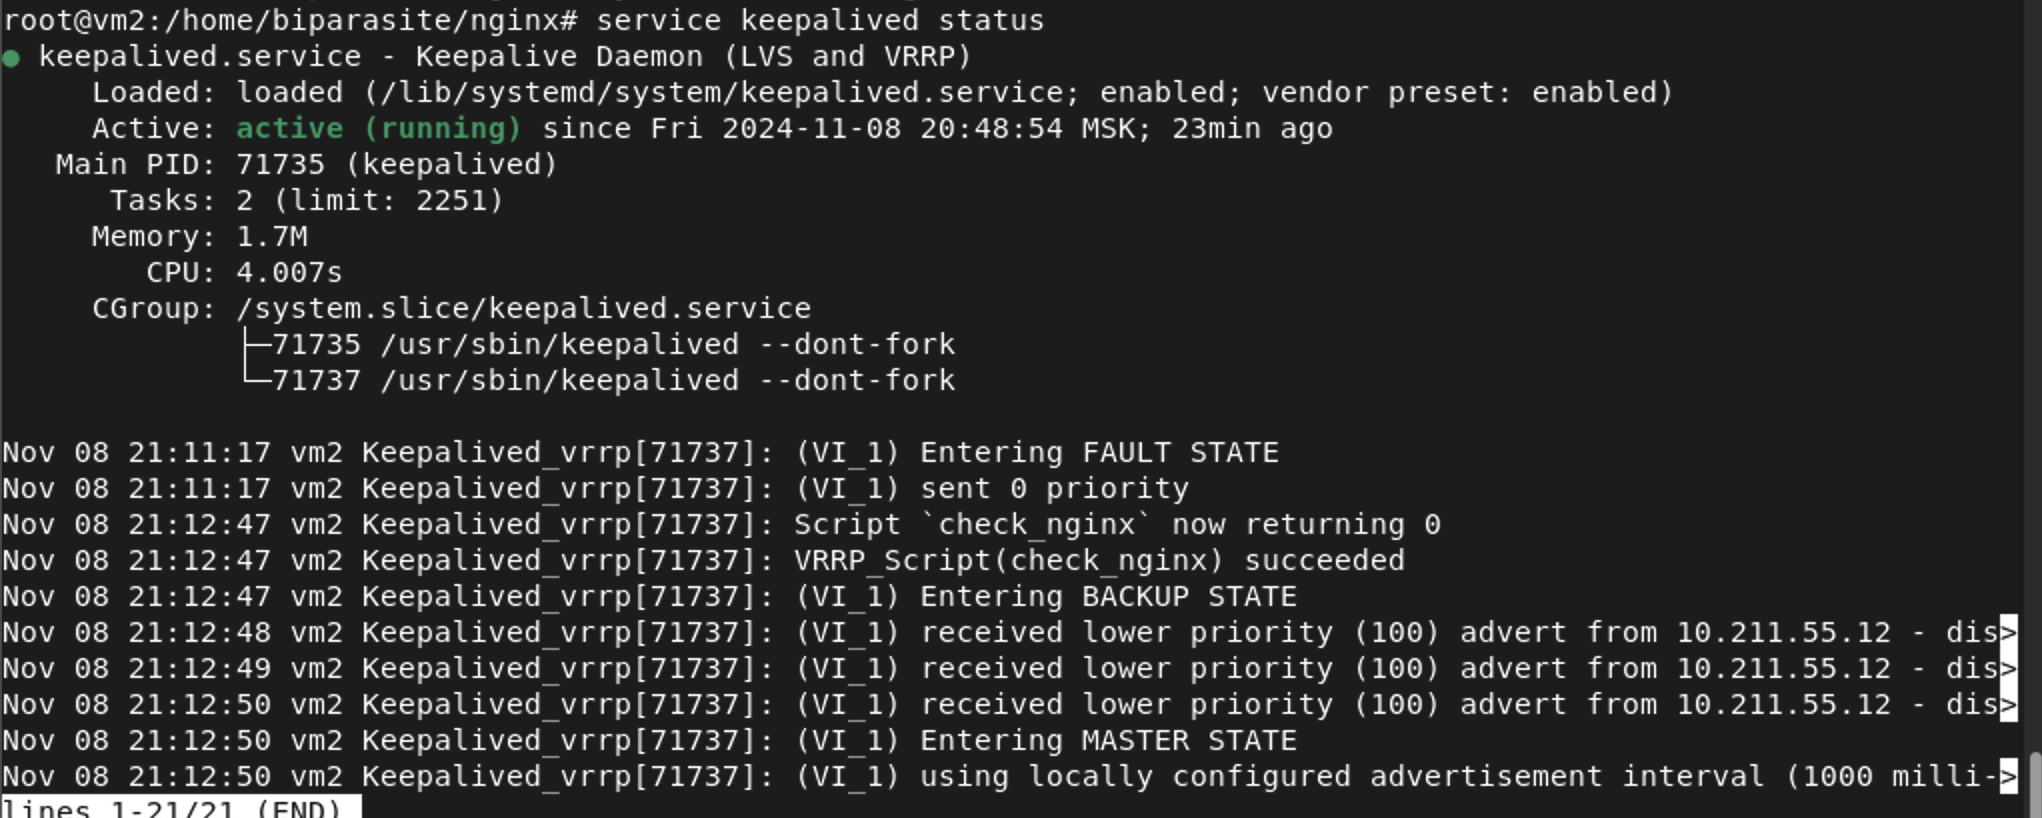 root@vm2:/home/biparasite/nginx# service keepalived status
● keepalived.service - Keepalive Daemon (LVS and VRRP)
     Loaded: loaded (/lib/systemd/system/keepalived.service; enabled; vendor preset: enabled)
     Active: active (running) since Fri 2024-11-08 20:48:54 MSK; 23min ago
   Main PID: 71735 (keepalived)
      Tasks: 2 (limit: 2251)
     Memory: 1.7M
        CPU: 4.007s
     CGroup: /system.slice/keepalived.service
             ├─71735 /usr/sbin/keepalived --dont-fork
             └─71737 /usr/sbin/keepalived --dont-fork

Nov 08 21:11:17 vm2 Keepalived_vrrp[71737]: (VI_1) Entering FAULT STATE
Nov 08 21:11:17 vm2 Keepalived_vrrp[71737]: (VI_1) sent 0 priority
Nov 08 21:12:47 vm2 Keepalived_vrrp[71737]: Script `check_nginx` now returning 0
Nov 08 21:12:47 vm2 Keepalived_vrrp[71737]: VRRP_Script(check_nginx) succeeded
Nov 08 21:12:47 vm2 Keepalived_vrrp[71737]: (VI_1) Entering BACKUP STATE
Nov 08 21:12:48 vm2 Keepalived_vrrp[71737]: (VI_1) received lower priority (100) advert from 10.211.55.12 - dis>
Nov 08 21:12:49 vm2 Keepalived_vrrp[71737]: (VI_1) received lower priority (100) advert from 10.211.55.12 - dis>
Nov 08 21:12:50 vm2 Keepalived_vrrp[71737]: (VI_1) received lower priority (100) advert from 10.211.55.12 - dis>
Nov 08 21:12:50 vm2 Keepalived_vrrp[71737]: (VI_1) Entering MASTER STATE
Nov 08 21:12:50 vm2 Keepalived_vrrp[71737]: (VI_1) using locally configured advertisement interval (1000 milli->
lines 1-21/21 (END)